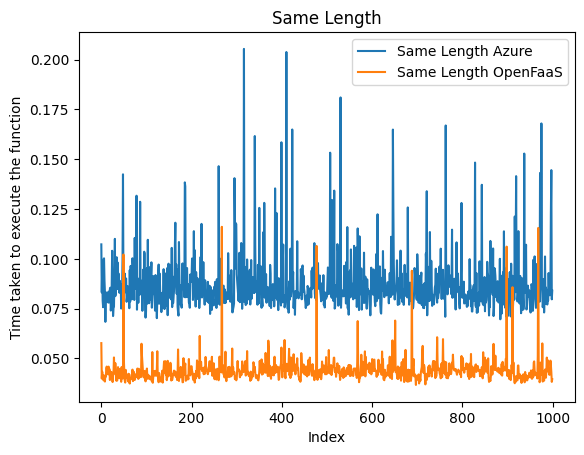 Same Length
Same Length Azure
Same Length OpenFaaS
Time taken to execute the function
0.200
0.175
0.150
0.125
0.100
0.075
0.050
0
200
400
600
800
1000
Index